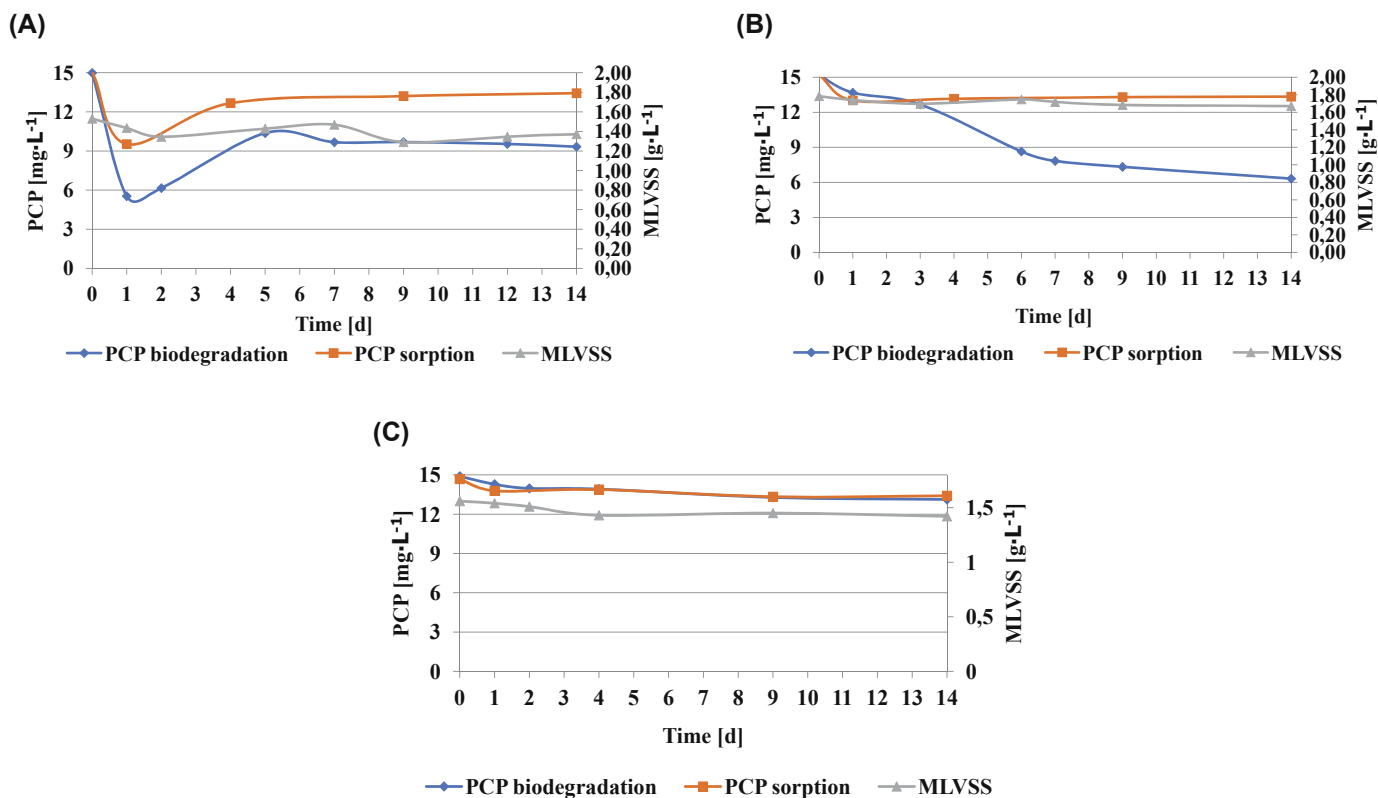 (A)
PCP [mg·L⁻¹]
15
12
9
6
3
0
2,00
1,80
1,60
1,40
1,20
1,00
0,80
0,60
0,40
0,20
0,00
MLVSS [g·L⁻¹]
0 1 2 4 5 7 9 10 11 12 13 14
Time [d]
PCP biodegradation PCP sorption MLVSS
(B)
PCP [mg·L⁻¹]
15
12
9
6
3
0
2,00
1,80
1,60
1,40
1,20
1,00
0,80
0,60
0,40
0,20
0,00
MLVSS [g·L⁻¹]
0 1 2 3 4 5 6 7 8 9 10 11 12 13 14
Time [d]
PCP biodegradation PCP sorption MLVSS
(C)
PCP [mg·L⁻¹]
15
12
9
6
3
0
1,5
1
0,5
0
MLVSS [g·L⁻¹]
0 1 2 3 4 5 6 7 8 9 10 11 12 13 14
Time [d]
PCP biodegradation PCP sorption MLVSS